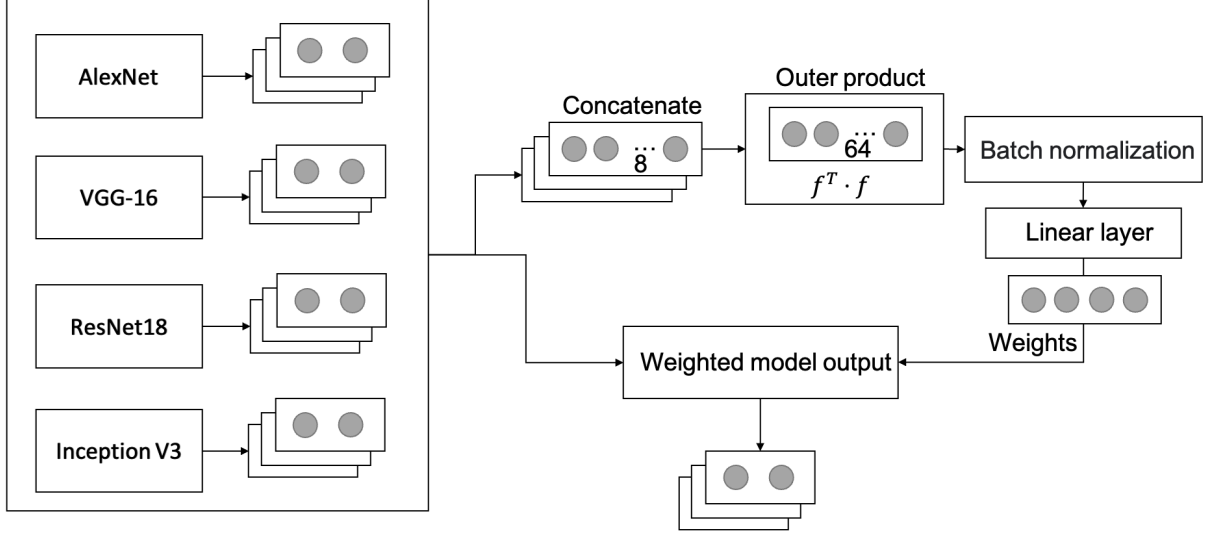 AlexNet
VGG-16
ResNet18
Inception V3
Concatenate
...
8
Outer product
...
64
f^T · f
Batch normalization
Linear layer
Weights
Weighted model output